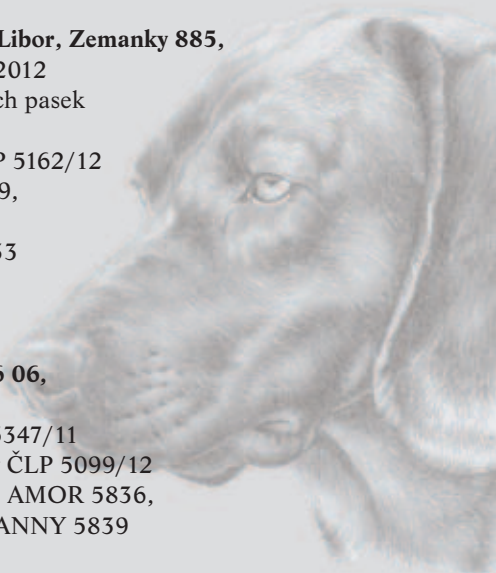 Libor, Zemanky 885,
2012
ch pasek
P 5162/12
9,
53
6 06,
5347/11
ČLP 5099/12
AMOR 5836,
ANNY 5839